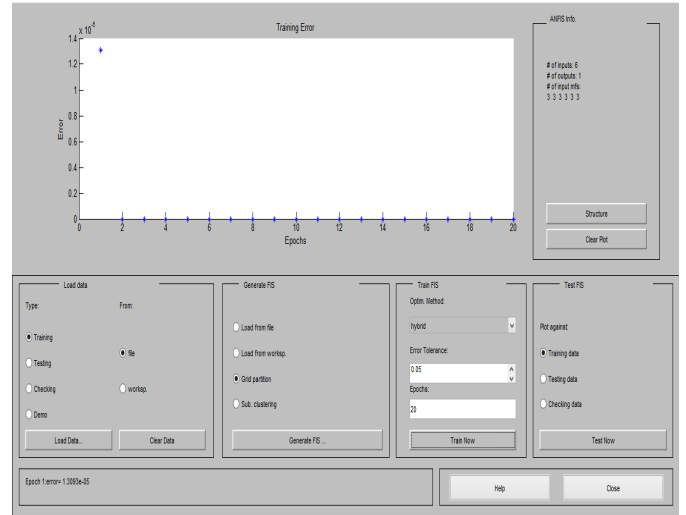 Training Error
x 10^-5
1.4
1.2
1
0.8
0.6
0.4
0.2
0
Error
0 2 4 6 8 10 12 14 16 18 20
Epochs
ANFIS Info.
# of inputs: 6
# of outputs: 1
# of input mfs:
3 3 3 3 3 3
Structure
Clear Plot
Load data
Type: From:
Training
file
Testing
Checking
worksp.
Demo
Load Data... Clear Data
Generate FIS
Load from file
Load from worksp.
Grid partition
Sub. clustering
Generate FIS ...
Train FIS
Optim. Method:
hybrid
Error Tolerance:
0.05
Epochs:
20
Train Now
Test FIS
Plot against:
Training data
Testing data
Checking data
Test Now
Epoch 1:error= 1.3093e-05
Help Close